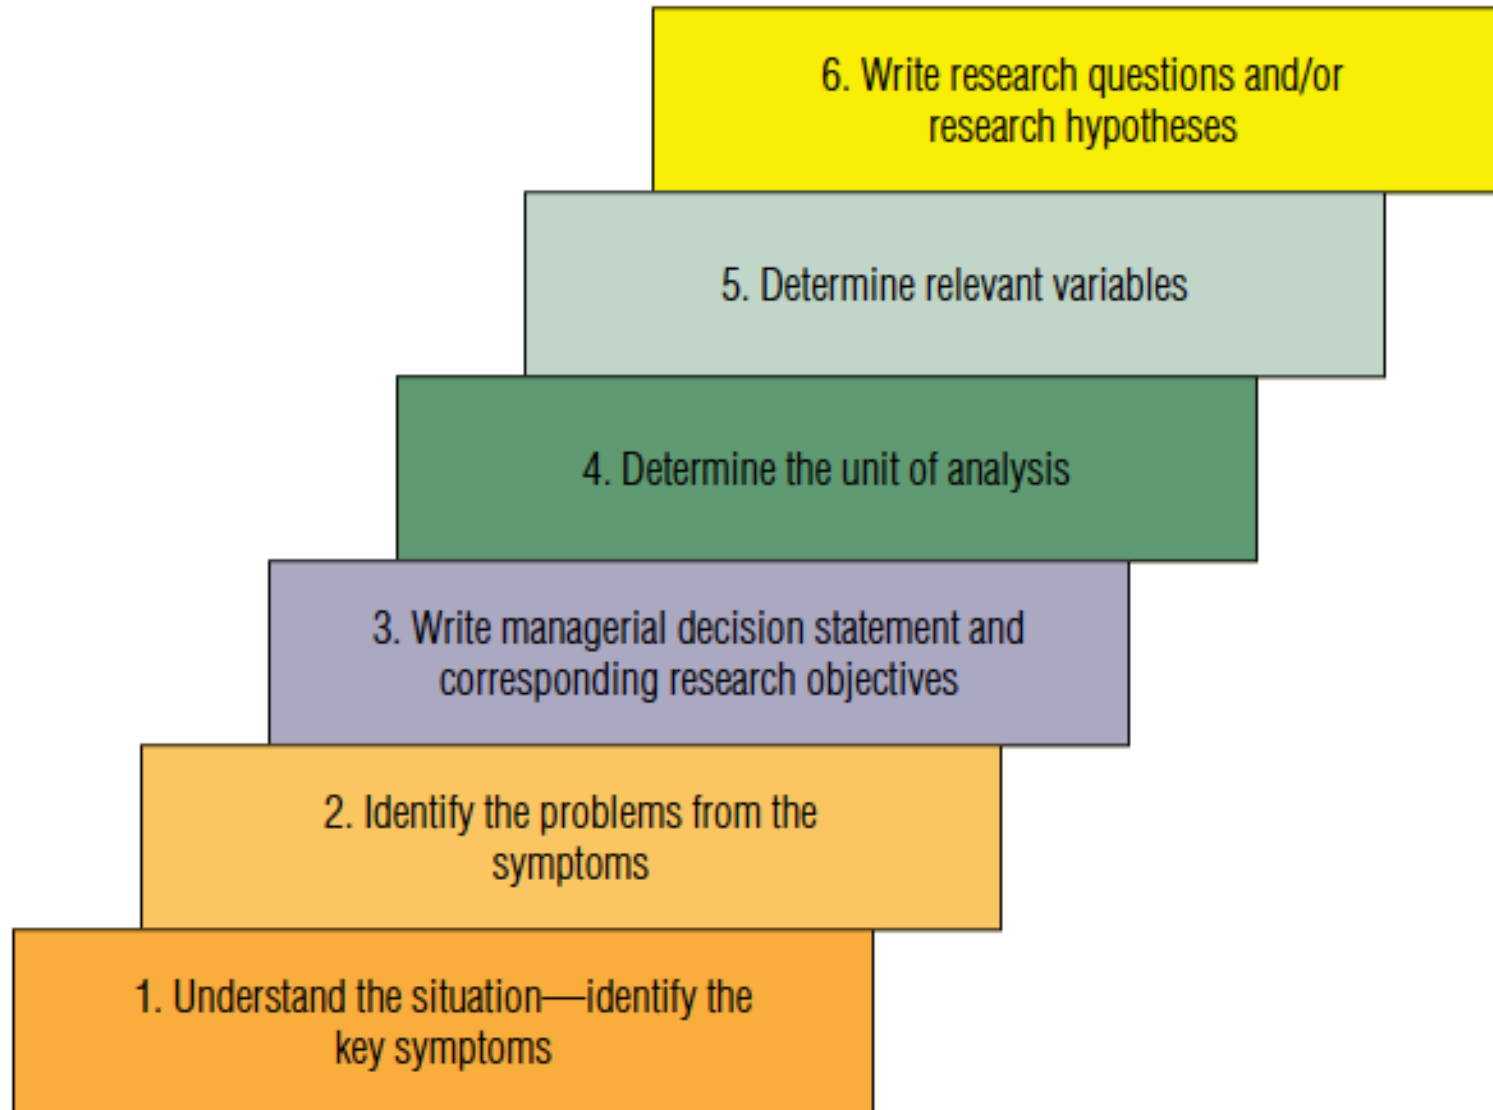 6. Write research questions and/or
research hypotheses
5. Determine relevant variables
4. Determine the unit of analysis
3. Write managerial decision statement and
corresponding research objectives
2. Identify the problems from the
symptoms
1. Understand the situation—identify the
key symptoms